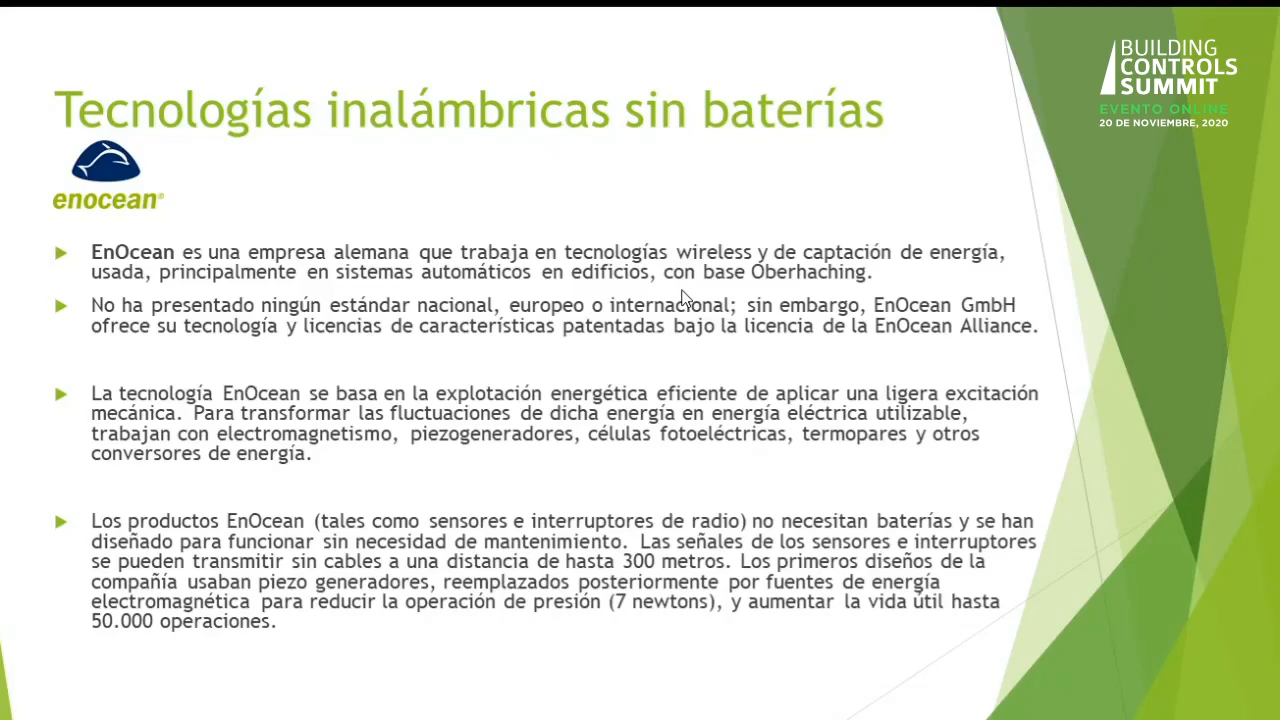 BUILDING
CONTROLS
SUMMIT
EVENTO ONLINE
20 DE NOVIEMBRE, 2020
Tecnologías inalámbricas sin baterías
enocean®
EnOcean es una empresa alemana que trabaja en tecnologías wireless y de captación de energía,
usada, principalmente en sistemas automáticos en edificios, con base Oberhaching.
No ha presentado ningún estándar nacional, europeo o internacional; sin embargo, EnOcean GmbH
ofrece su tecnología y licencias de características patentadas bajo la licencia de la EnOcean Alliance.
La tecnología EnOcean se basa en la explotación energética eficiente de aplicar una ligera excitación
mecánica. Para transformar las fluctuaciones de dicha energía en energía eléctrica utilizable,
trabajan con electromagnetismo, piezogeneradores, células fotoeléctricas, termopares y otros
conversores de energía.
Los productos EnOcean (tales como sensores e interruptores de radio) no necesitan baterías y se han
diseñado para funcionar sin necesidad de mantenimiento. Las señales de los sensores e interruptores
se pueden transmitir sin cables a una distancia de hasta 300 metros. Los primeros diseños de la
compañía usaban piezo generadores, reemplazados posteriormente por fuentes de energía
electromagnética para reducir la operación de presión (7 newtons), y aumentar la vida útil hasta
50.000 operaciones.